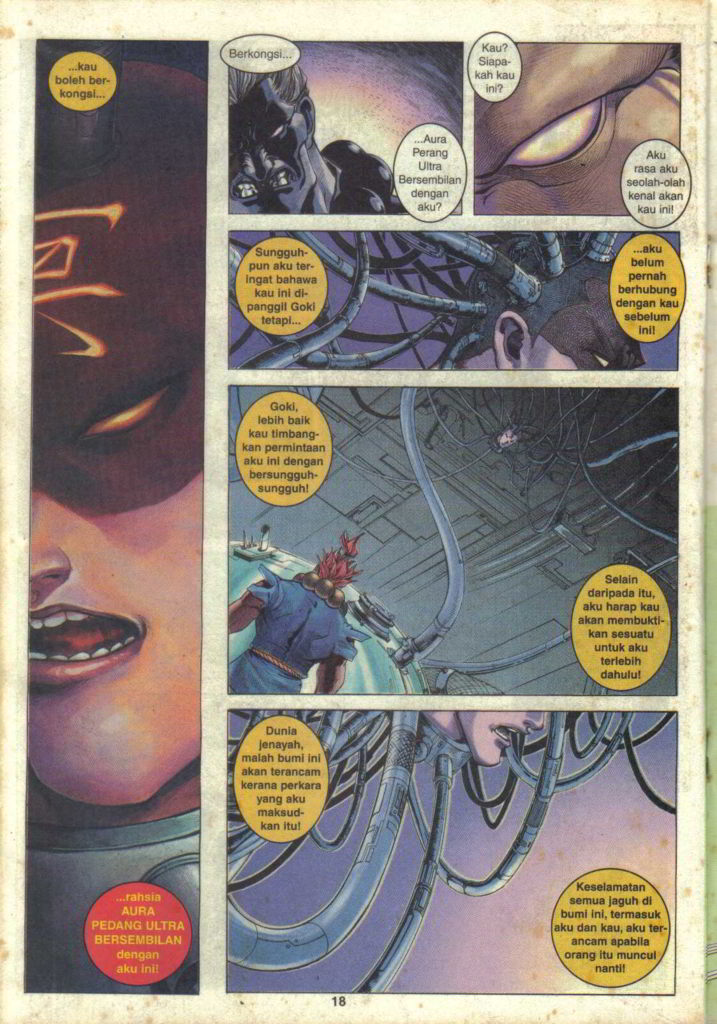 ...kau
boleh ber-
kongsi...
...rahsia
AURA
PEDANG ULTRA
BERSEMBILAN
dengan
aku ini!
Berkongsi...
...Aura
Perang
Ultra
Bersembilan
dengan
aku?
Kau?
Siapa-
kah kau
ini?
Aku
rasa aku
seolah-olah
kenal akan
kau ini!
Sungguh-
pun aku ter-
ingat bahawa
kau ini di-
panggil Goki
tetapi...
...aku
belum
pernah
berhubung
dengan kau
sebelum
ini!
Goki,
lebih baik
kau timbang-
kan permintaan
aku ini dengan
bersungguh-
sungguh!
Selain
daripada itu,
aku harap kau
akan membukti-
kan sesuatu
untuk aku
terlebih
dahulu!
Dunia
jenayah,
malah bumi ini
akan terancam
kerana perkara
yang aku
maksud-
kan itu!
Keselamatan
semua jaguh di
bumi ini, termasuk
aku dan kau, aku ter-
ancam apabila
orang itu muncul
nanti!
18